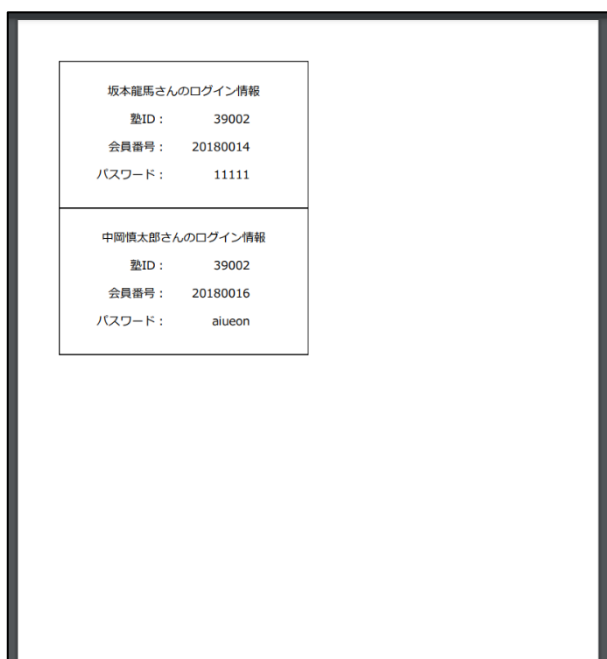 坂本龍馬さんのログイン情報
塾ID： 39002
会員番号： 20180014
パスワード： 11111
中岡慎太郎さんのログイン情報
塾ID： 39002
会員番号： 20180016
パスワード： aiueon